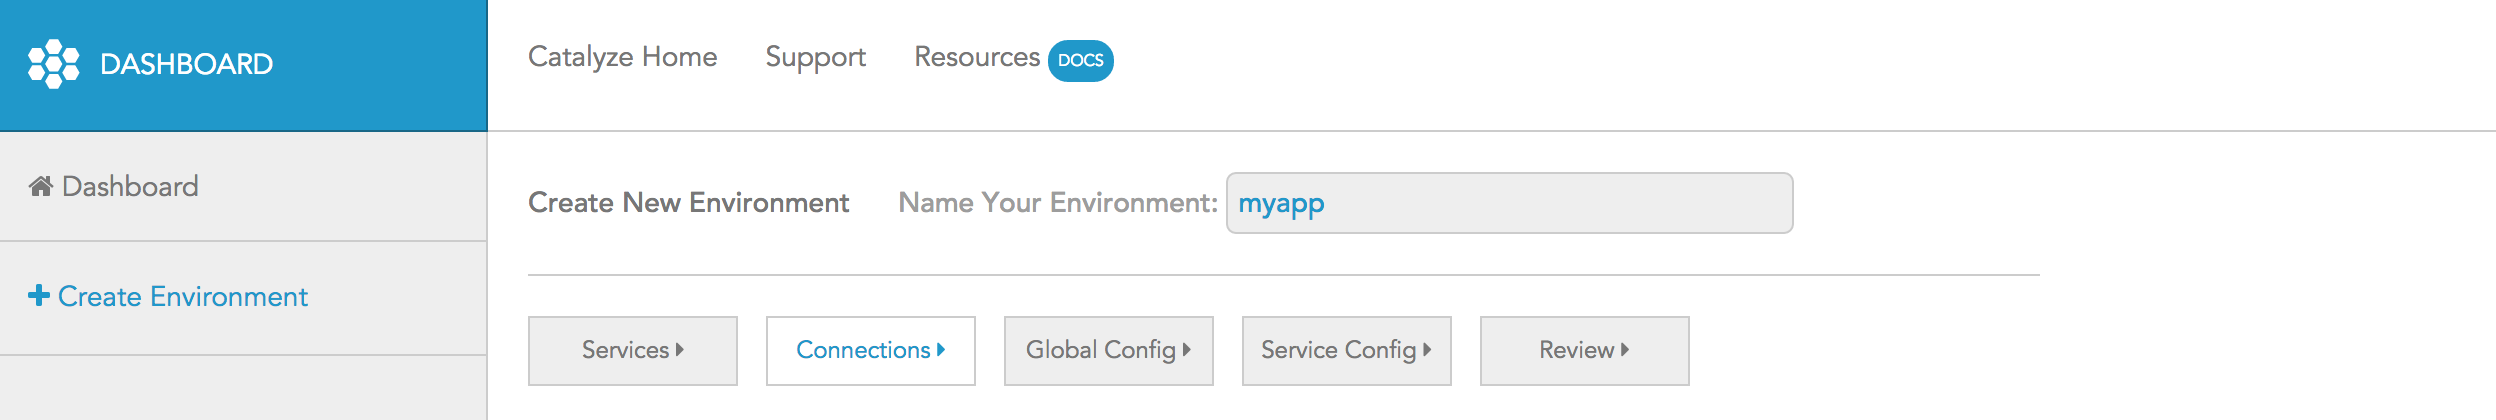 DASHBOARD
Catalyze Home Support Resources DOCS
Dashboard
Create Environment
Create New Environment Name Your Environment: myapp
Services Connections Global Config Service Config Review